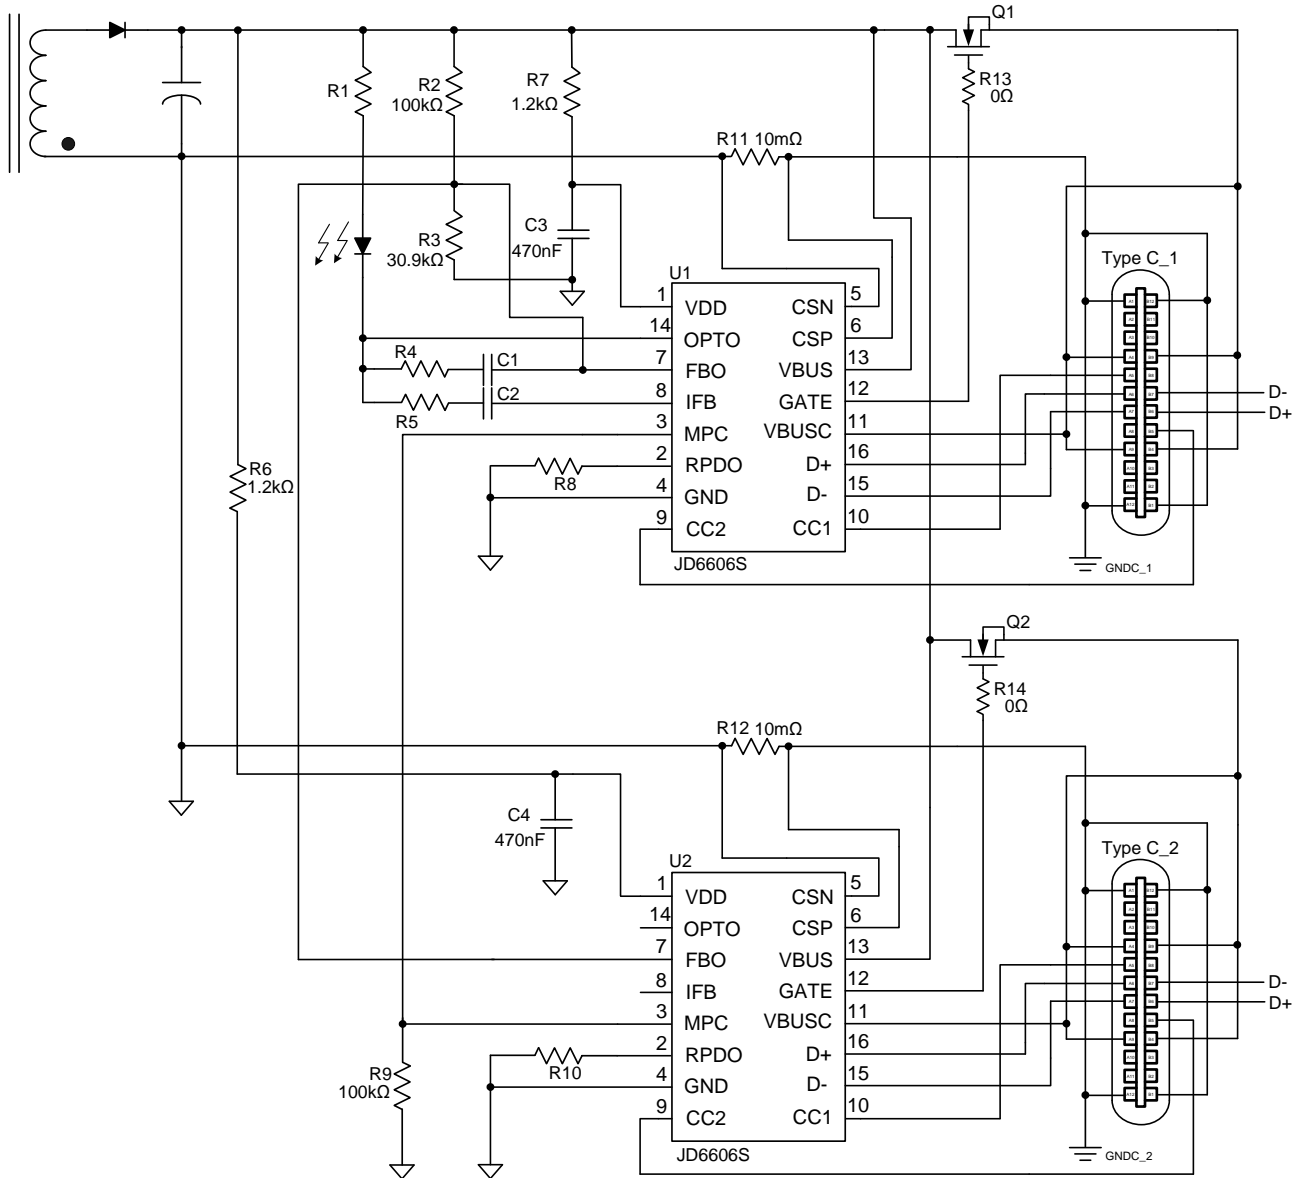 Q1
R1
R2
100kΩ
R7
1.2kΩ
R13
0Ω
R11 10mΩ
R3
30.9kΩ
C3
470nF
Type C_1
U1
1 VDD
14 OPTO
7 FBO
8 IFB
3 MPC
2 RPDO
4 GND
9 CC2
CSN 5
CSP 6
VBUS 13
GATE 12
VBUSC 11
D+ 16
D- 15
CC1 10
JD6606S
R4
C1
R5
C2
R8
R6
1.2kΩ
D-
D+
GNDC_1
Q2
R14
0Ω
R12 10mΩ
C4
470nF
Type C_2
U2
1 VDD
14 OPTO
7 FBO
8 IFB
3 MPC
2 RPDO
4 GND
9 CC2
CSN 5
CSP 6
VBUS 13
GATE 12
VBUSC 11
D+ 16
D- 15
CC1 10
JD6606S
R9
100kΩ
R10
D-
D+
GNDC_2